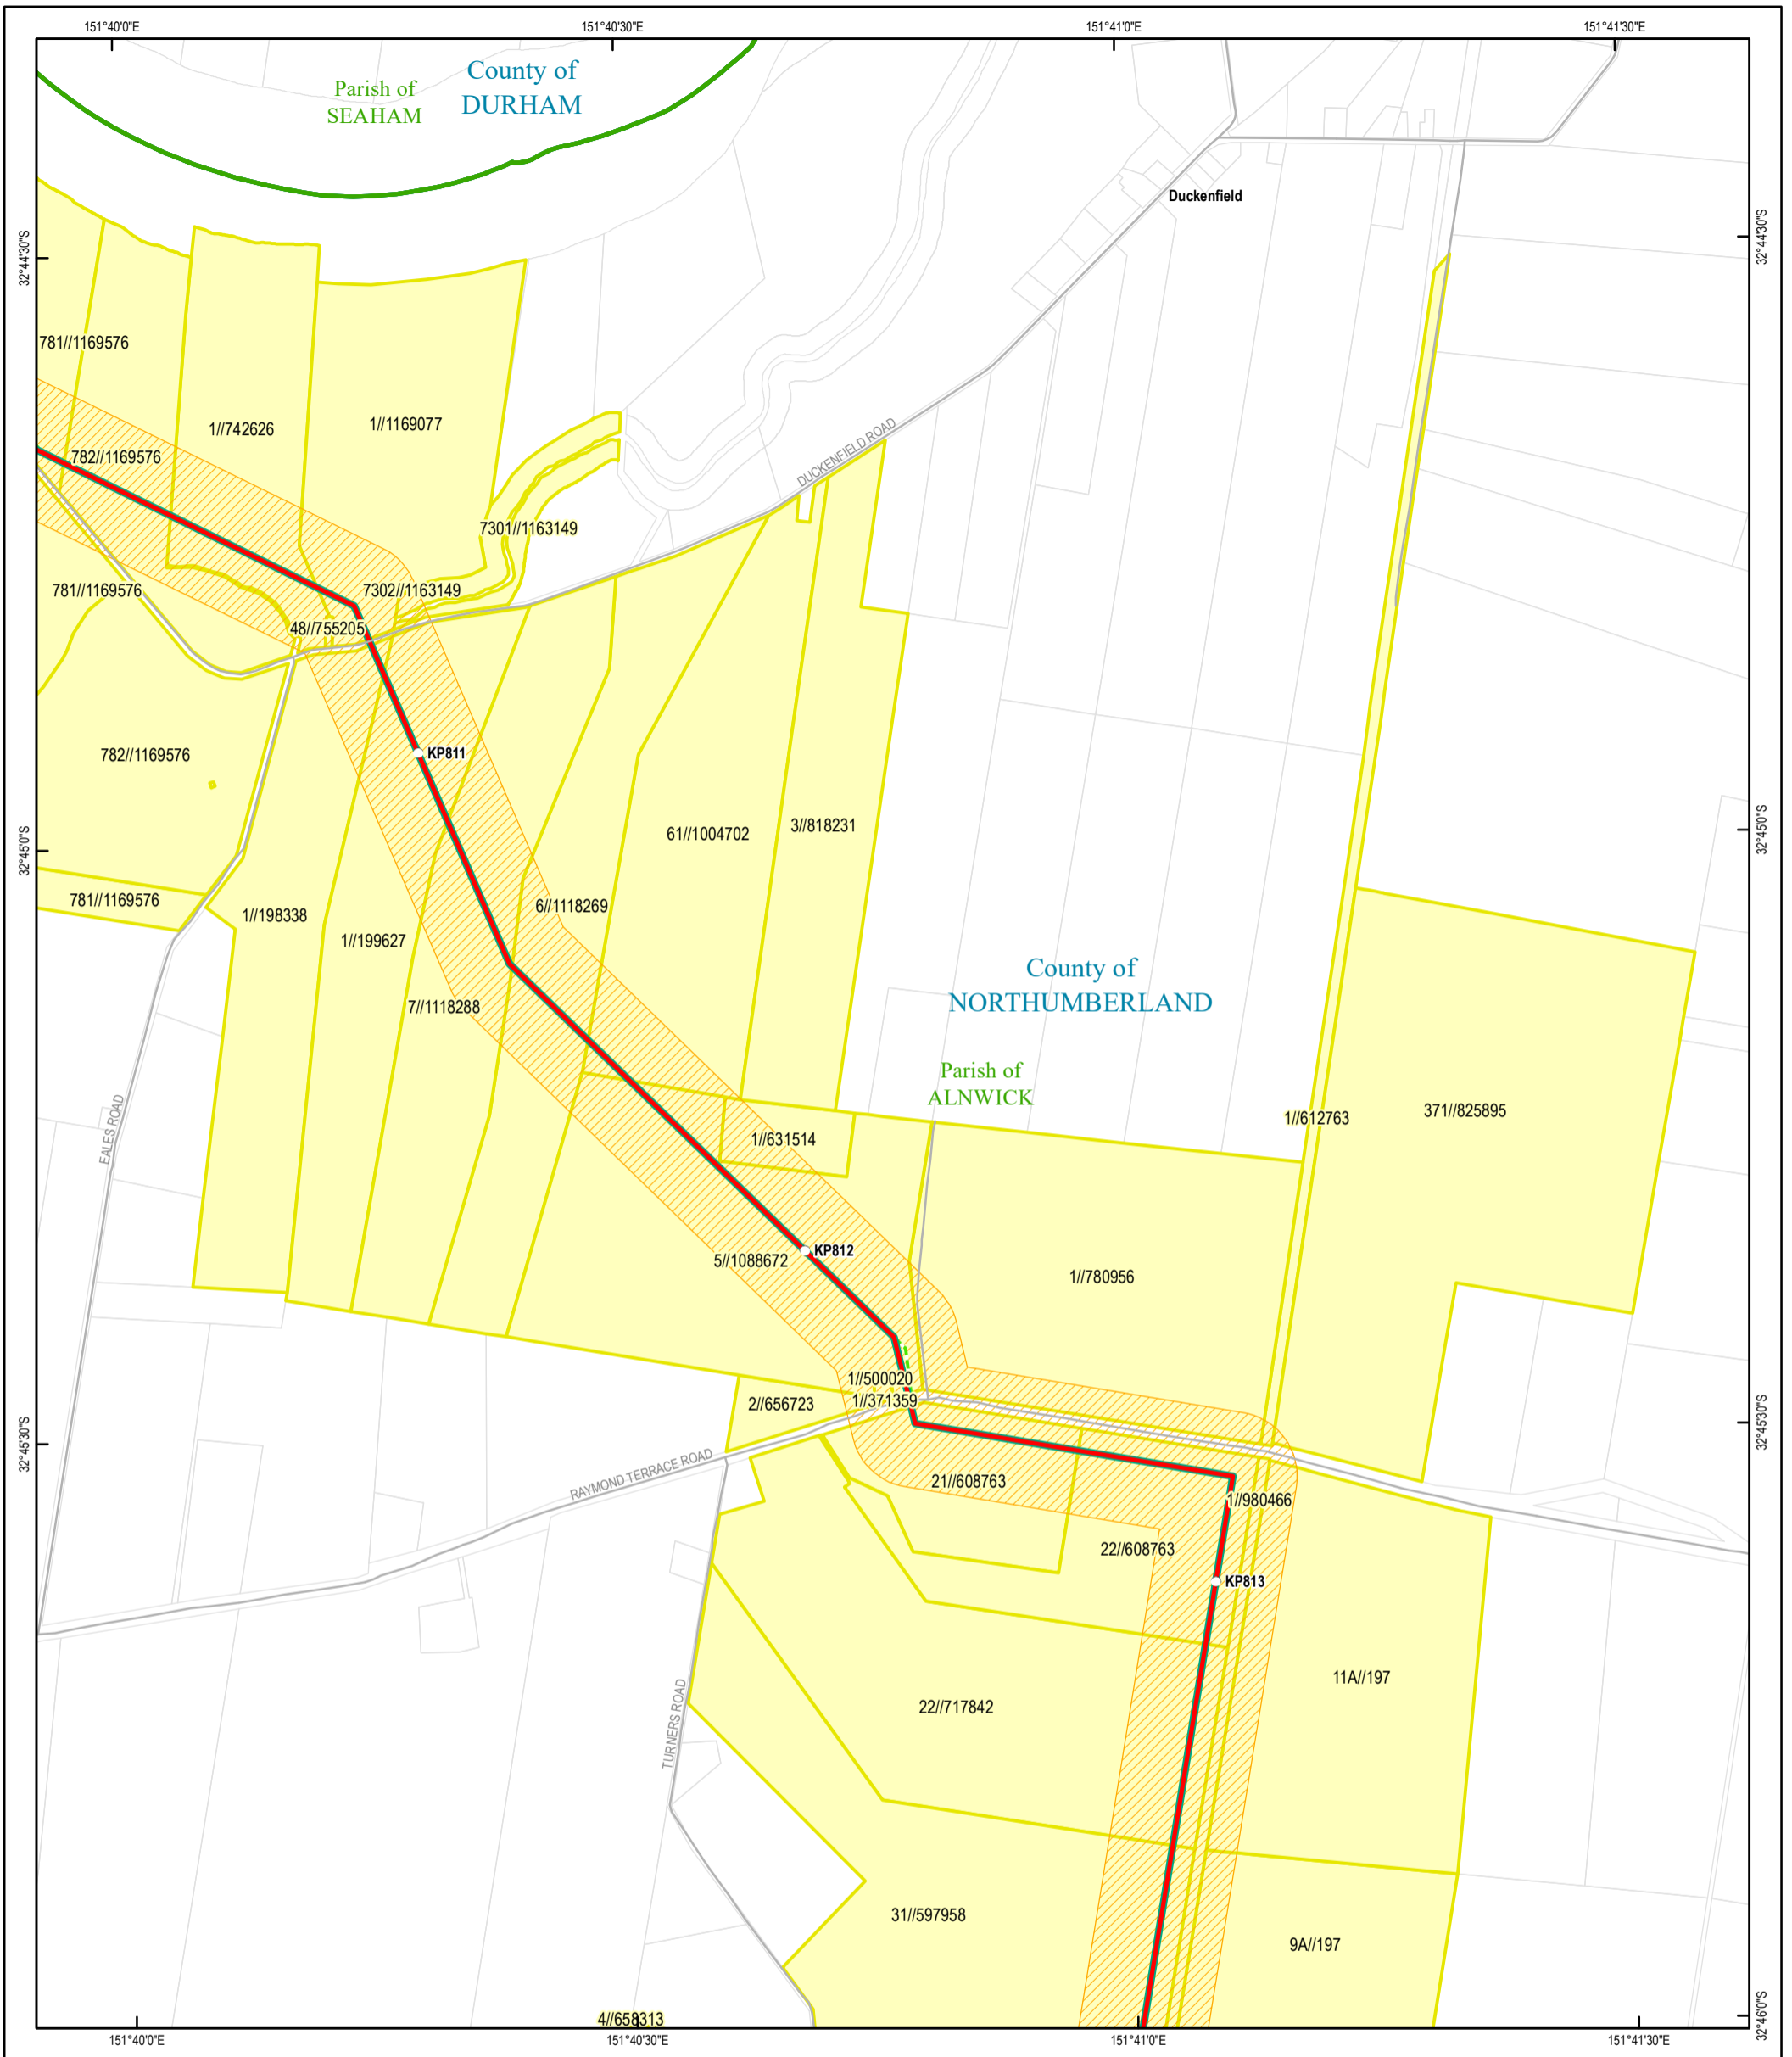 151°40'0"E
151°40'30"E
151°41'0"E
151°41'30"E
County of
DURHAM
Parish of
SEAHAM
Duckenfield
32°44'30"S
32°44'30"S
781//1169576
1//742626
1//1169077
782//1169576
DUCKENFIELD ROAD
7301//1163149
781//1169576
7302//1163149
48//755205
782//1169576
KP811
61//1004702
3//818231
32°45'0"S
32°45'0"S
781//1169576
1//198338
6//1118269
1//199627
County of
NORTHUMBERLAND
7//1118288
Parish of
ALNWICK
EALES ROAD
1//631514
1//612763
371//825895
KP812
5//1088672
1//780956
1//500020
1//371359
2//656723
32°45'30"S
32°45'30"S
RAYMOND TERRACE ROAD
21//608763
1//980466
22//608763
KP813
11A//197
22//717842
TURNERS ROAD
31//597958
9A//197
4//658313
32°46'0"S
151°40'0"E
151°40'30"E
151°41'0"E
151°41'30"E